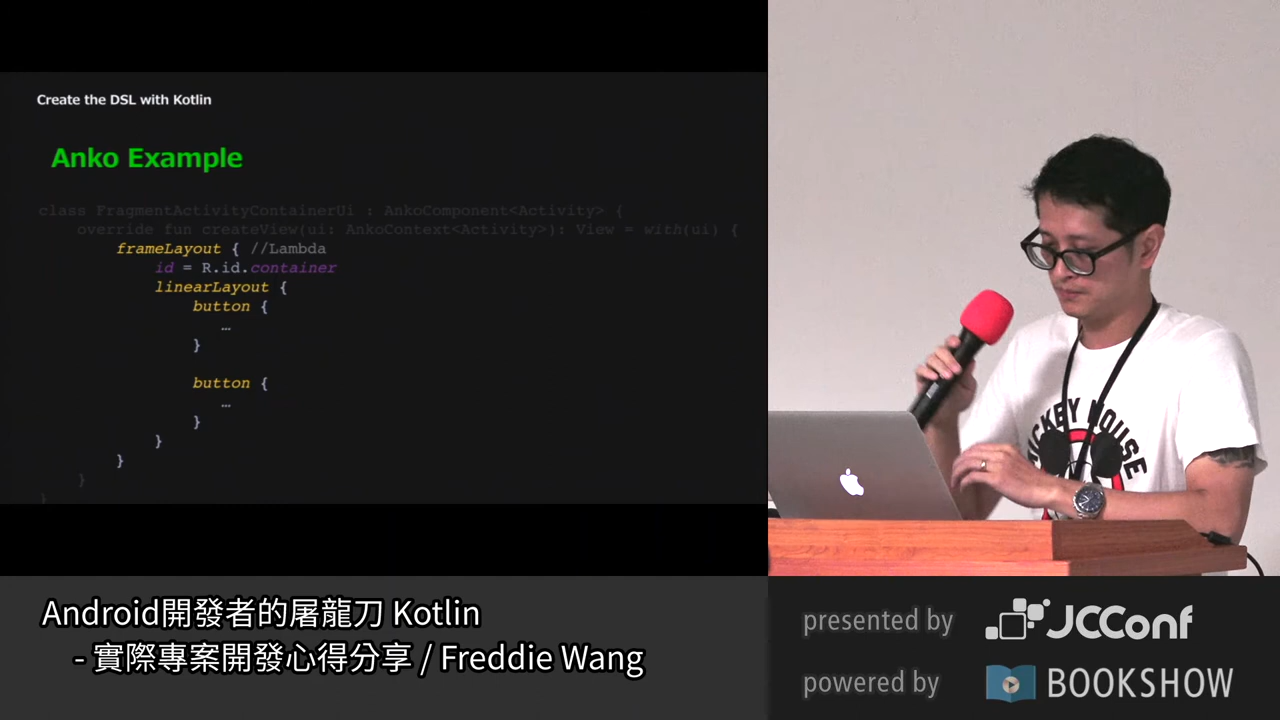 Create the DSL with Kotlin
Anko Example
class FragmentActivityContainerUi : AnkoComponent<Activity> {
override fun createView(ui: AnkoContext<Activity>): View = with(ui) {
frameLayout { //Lambda
id = R.id.container
linearLayout {
button {
…
}
button {
…
}
}
}
}
}
MICKEY MOUSE
Android開發者的屠龍刀 Kotlin
- 實際專案開發心得分享 / Freddie Wang
presented by JCConf
powered by BOOKSHOW